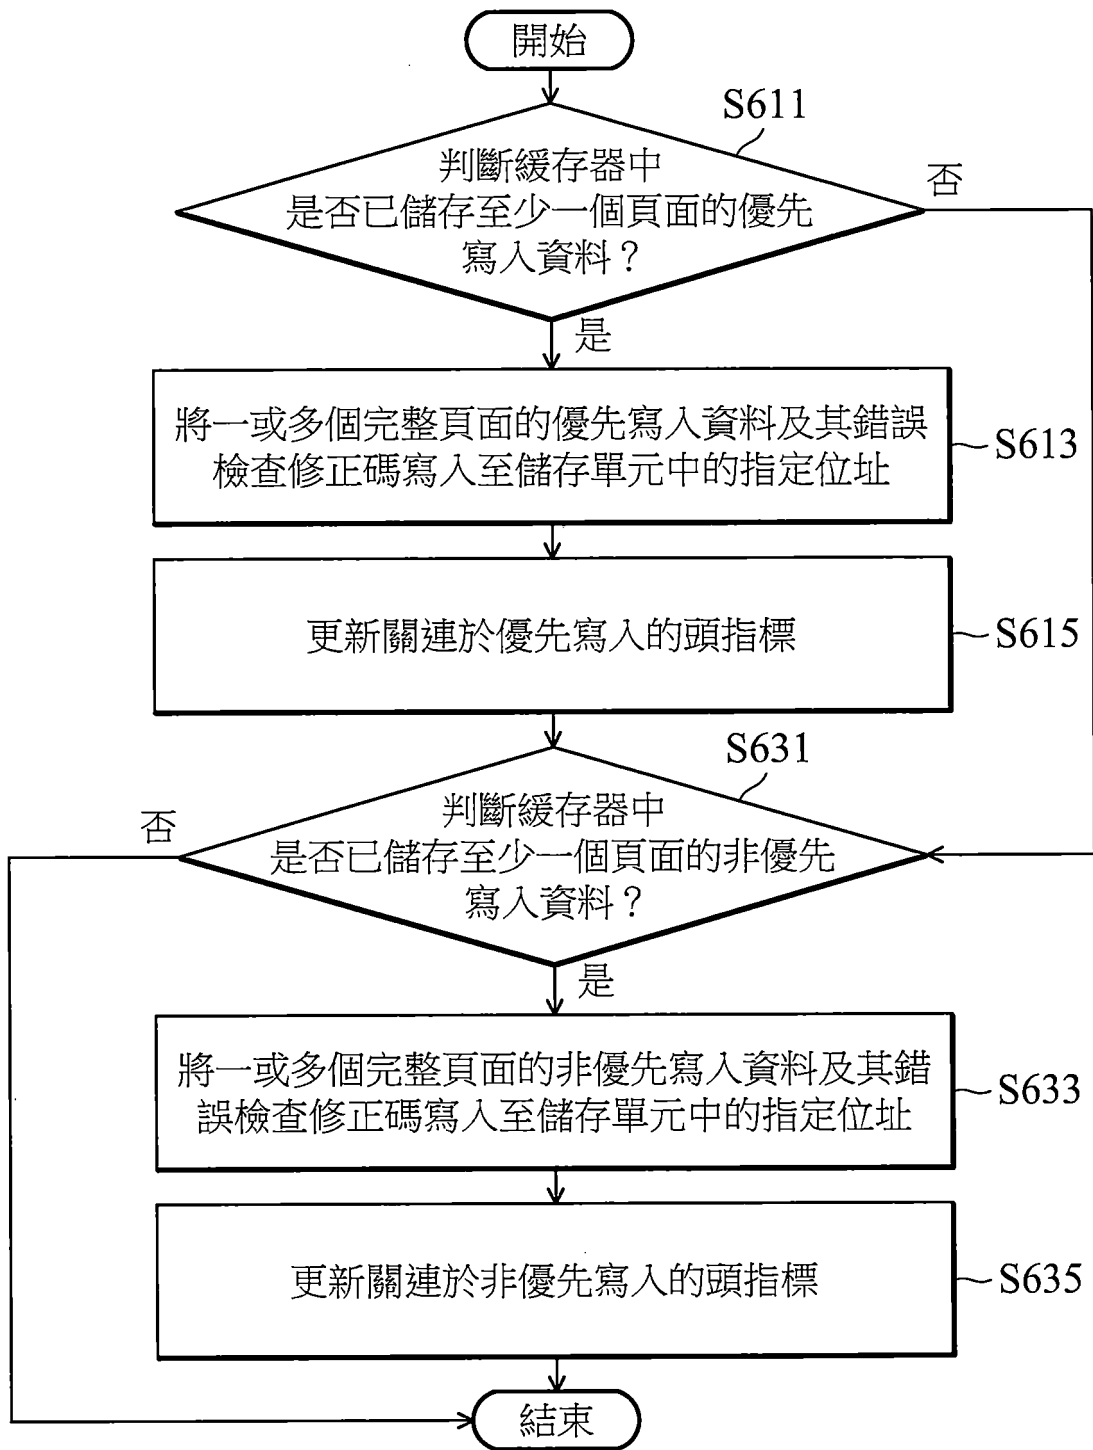 開始
S611
判斷緩存器中
是否已儲存至少一個頁面的優先
寫入資料？
否
是
將一或多個完整頁面的優先寫入資料及其錯誤
檢查修正碼寫入至儲存單元中的指定位址
S613
更新關連於優先寫入的頭指標
S615
S631
判斷緩存器中
是否已儲存至少一個頁面的非優先
寫入資料？
否
是
將一或多個完整頁面的非優先寫入資料及其錯
誤檢查修正碼寫入至儲存單元中的指定位址
S633
更新關連於非優先寫入的頭指標
S635
結束